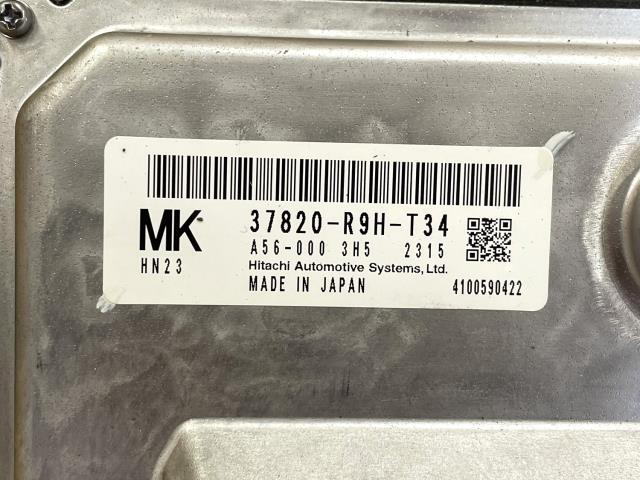 MK 37820-R9H-T34
A56-000 3H5 2315
HN23 Hitachi Automotive Systems, Ltd.
MADE IN JAPAN 4100590422